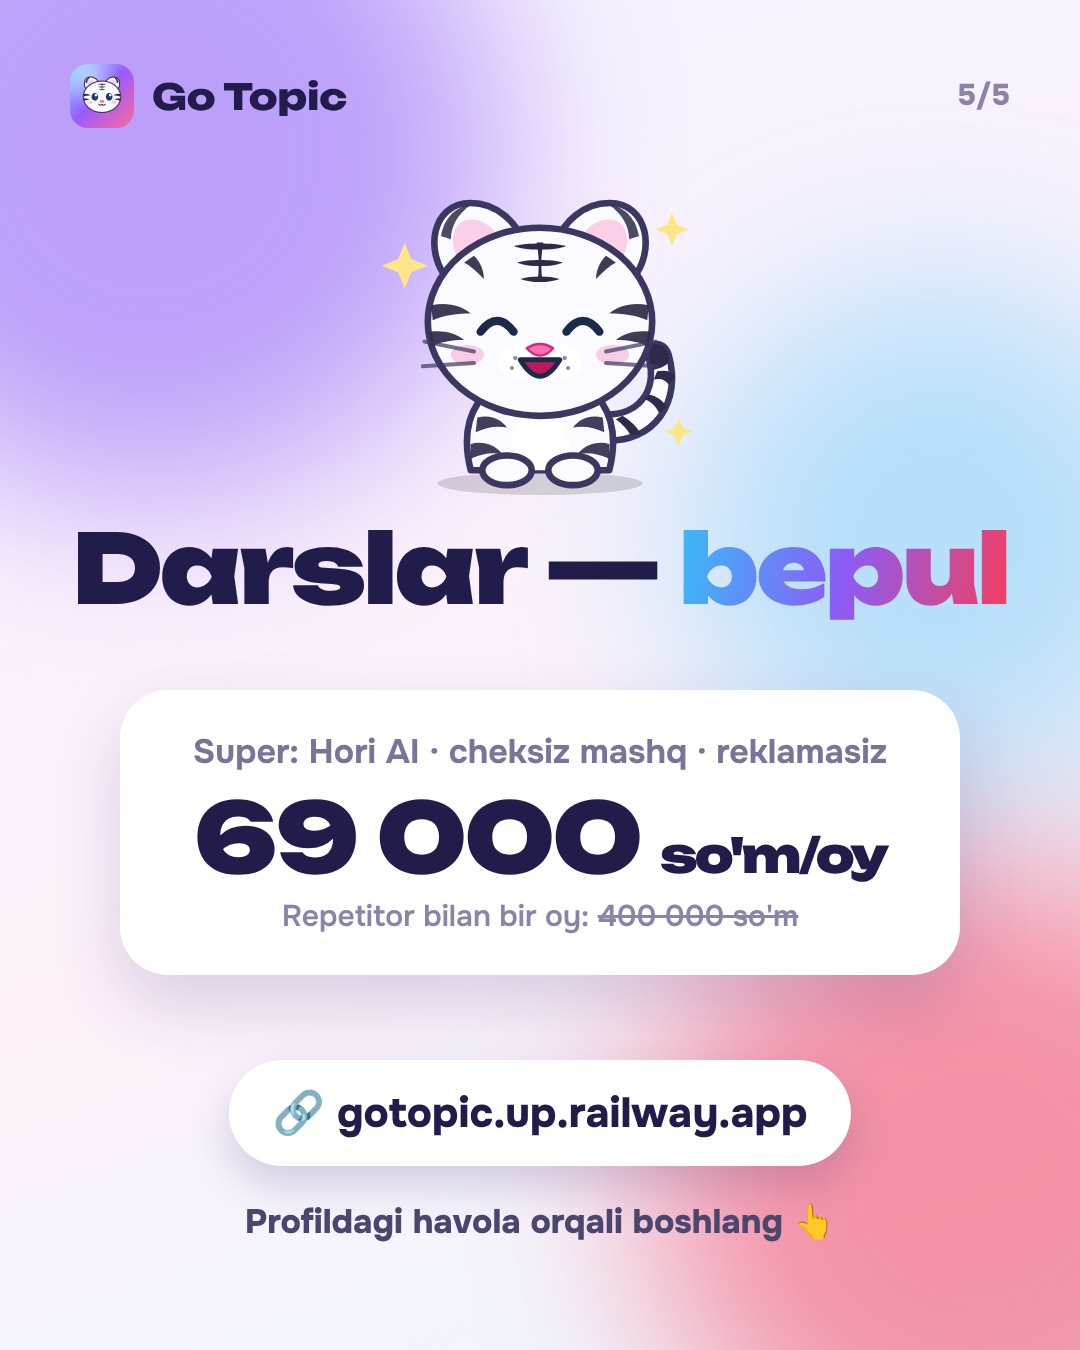 Go Topic
5/5
Darslar — bepul
Super: Hori AI · cheksiz mashq · reklamasiz
69 000 so'm/oy
Repetitor bilan bir oy: 400 000 so'm
🔗 gotopic.up.railway.app
Profildagi havola orqali boshlang 👆